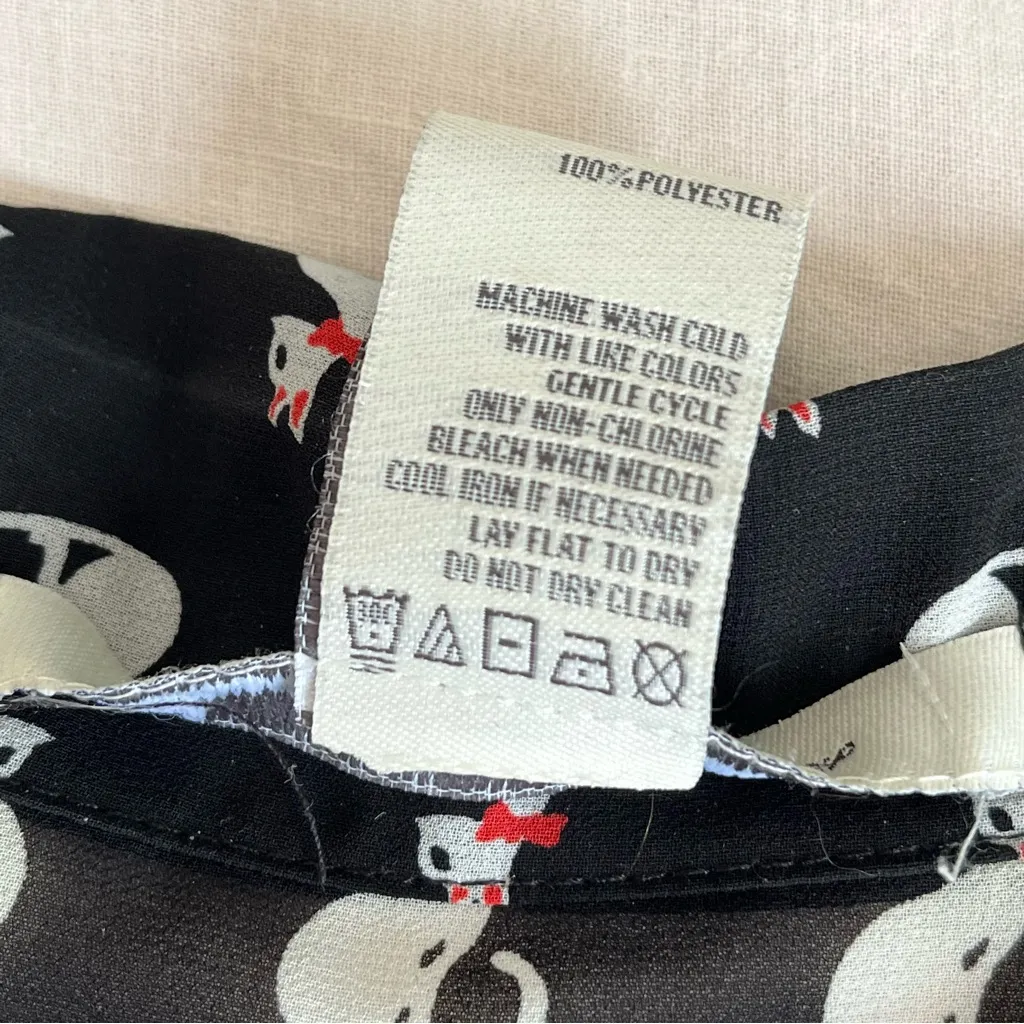 100%POLYESTER
MACHINE WASH COLD
WITH LIKE COLORS
GENTLE CYCLE
ONLY NON-CHLORINE
BLEACH WHEN NEEDED
COOL IRON IF NECESSARY
LAY FLAT TO DRY
DO NOT DRY CLEAN
30C